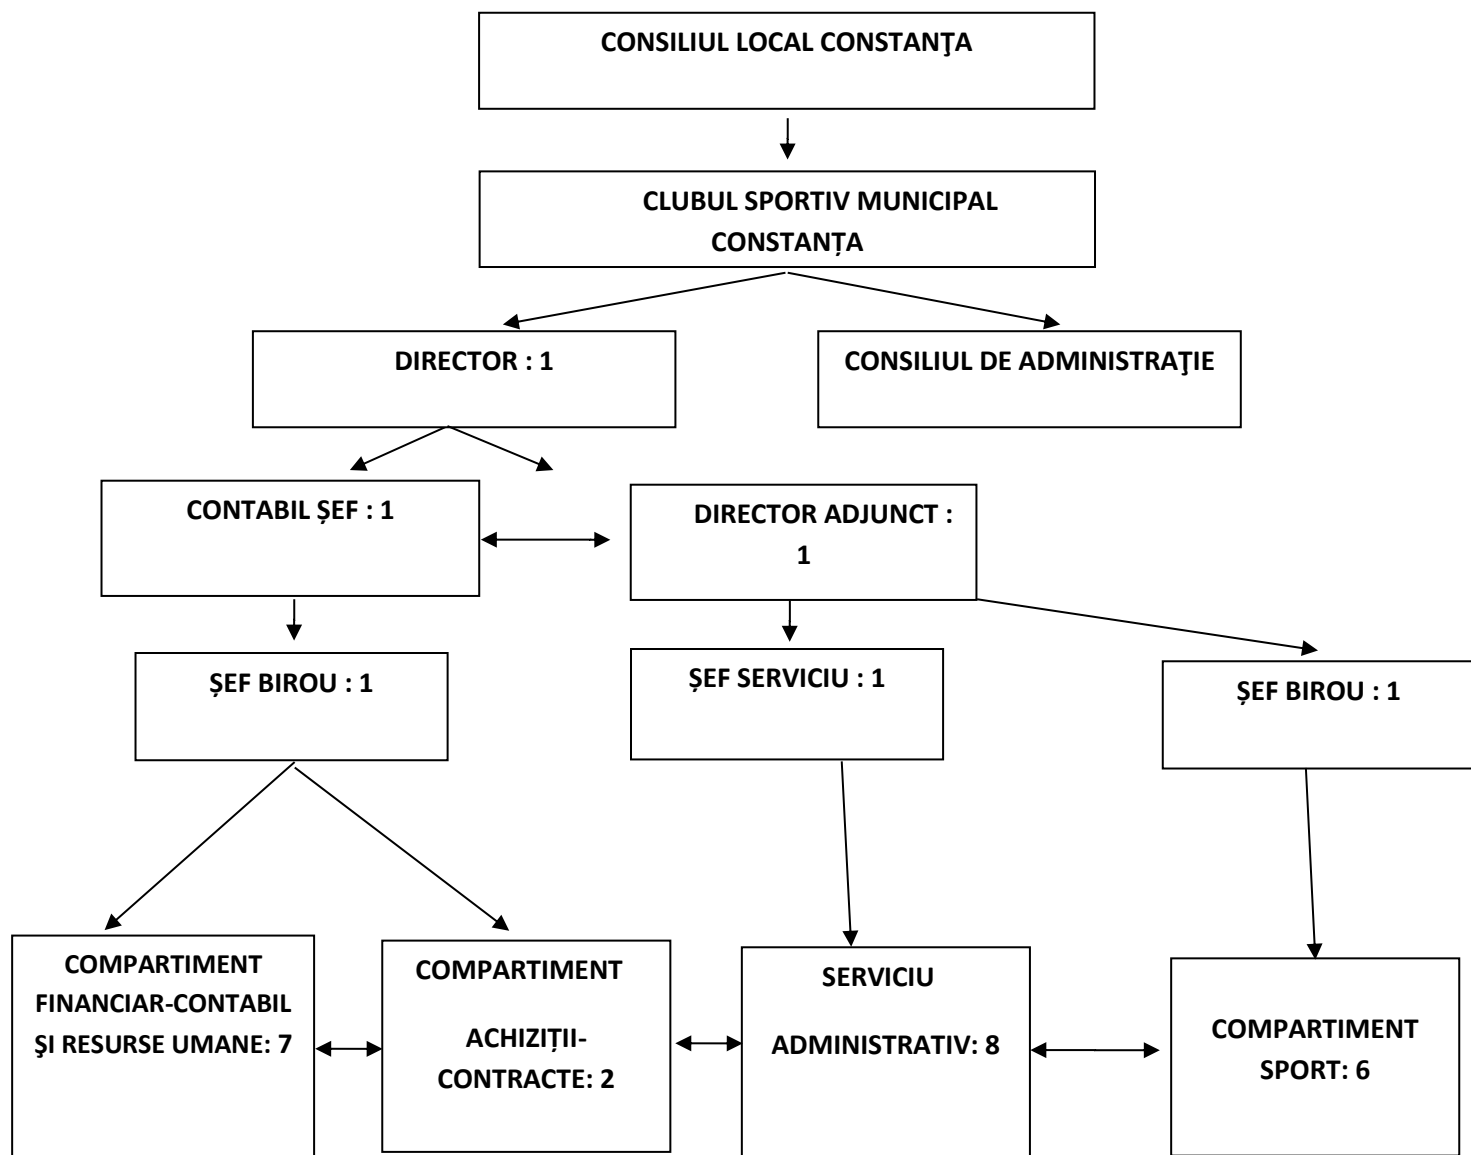 CONSILIUL LOCAL CONSTANŢA
CLUBUL SPORTIV MUNICIPAL
CONSTANȚA
DIRECTOR : 1
CONSILIUL DE ADMINISTRAŢIE
CONTABIL ȘEF : 1
DIRECTOR ADJUNCT :
1
ȘEF BIROU : 1
ȘEF SERVICIU : 1
ȘEF BIROU : 1
COMPARTIMENT
FINANCIAR-CONTABIL
ŞI RESURSE UMANE: 7
COMPARTIMENT
ACHIZIȚII-
CONTRACTE: 2
SERVICIU
ADMINISTRATIV: 8
COMPARTIMENT
SPORT: 6